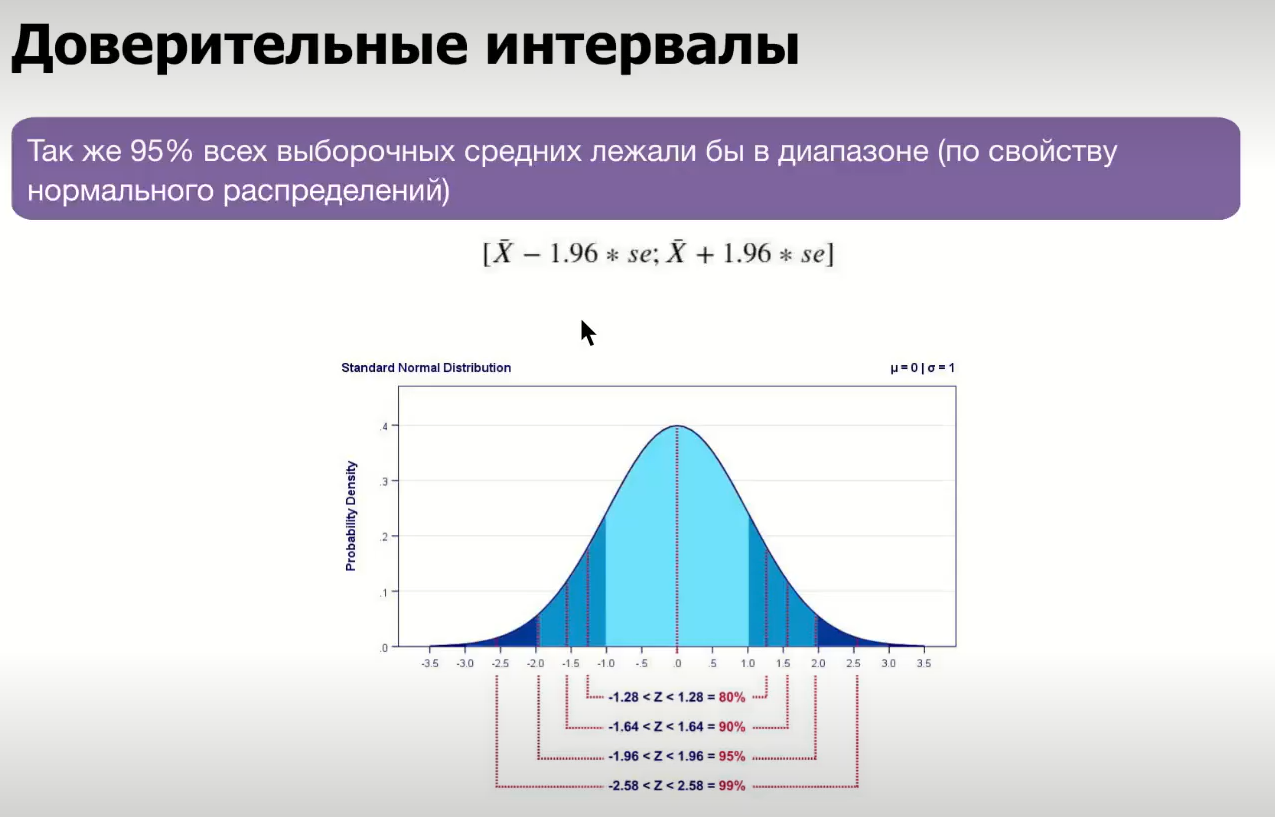 Доверительные интервалы
Так же 95% всех выборочных средних лежали бы в диапазоне (по свойству
нормального распределений)
[X̄ − 1.96 ∗ se; X̄ + 1.96 ∗ se]
Standard Normal Distribution
μ = 0 | σ = 1
Probability Density
.4
.3
.2
.1
.0
-3.5 -3.0 -2.5 -2.0 -1.5 -1.0 -.5 .0 .5 1.0 1.5 2.0 2.5 3.0 3.5
-1.28 < Z < 1.28 = 80%
-1.64 < Z < 1.64 = 90%
-1.96 < Z < 1.96 = 95%
-2.58 < Z < 2.58 = 99%